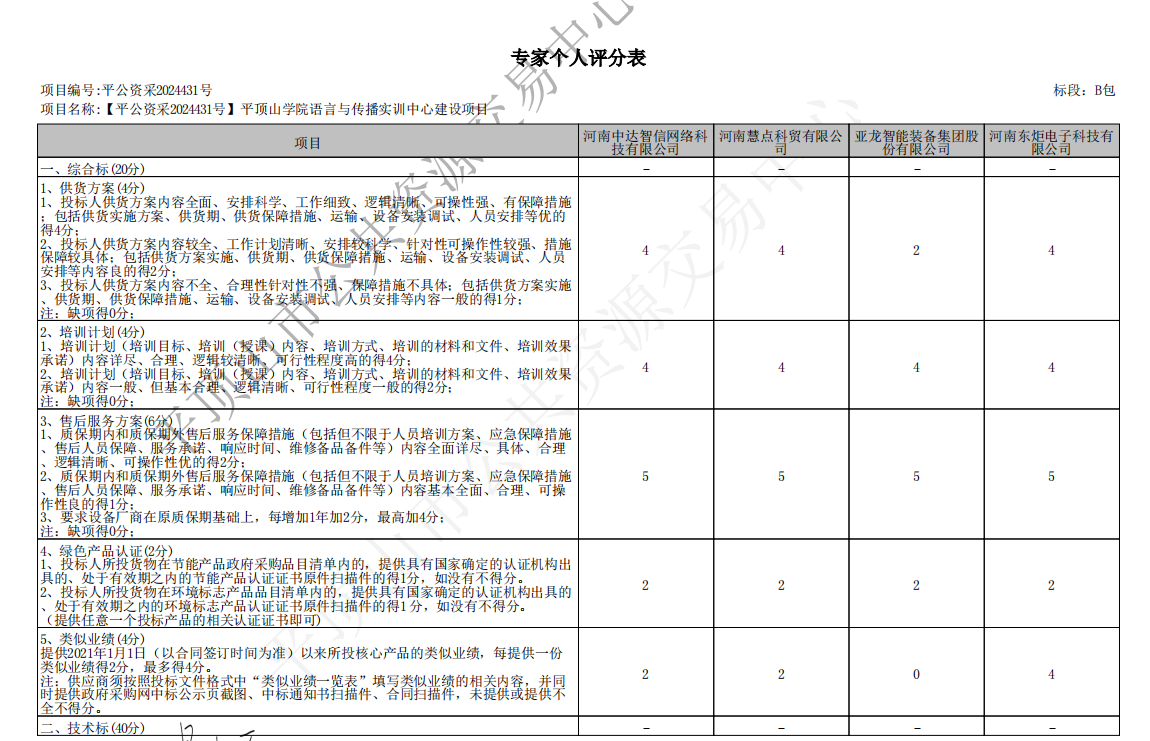 专家个人评分表
项目编号:平公资采2024431号
标段: B包
项目名称:【平公资采2024431号】平顶山学院语言与传播实训中心建设项目
项目 河南中达智信网络科技有限公司 河南慧点科贸有限公司 亚龙智能装备集团股份有限公司 河南东炬电子科技有限公司
一、综合标(20分) – – – –
1、供货方案(4分)
1、投标人供货方案内容全面、安排科学、工作细致、逻辑清晰、可操性强、有保障措施
;包括供货实施方案、供货期、供货保障措施、运输、设备安装调试、人员安排等优的
得4分;
2、投标人供货方案内容较全、工作计划清晰、安排较科学、针对性可操作性较强、措施
保障较具体;包括供货方案实施、供货期、供货保障措施、运输、设备安装调试、人员
安排等内容良的得2分;
3、投标人供货方案内容不全、合理性针对性不强、保障措施不具体;包括供货方案实施
、供货期、供货保障措施、运输、设备安装调试、人员安排等内容一般的得1分;
注:缺项得0分;
4 4 2 4
2、培训计划(4分)
1、培训计划（培训目标、培训（授课）内容、培训方式、培训的材料和文件、培训效果
承诺）内容详尽、合理、逻辑较清晰、可行性程度高的得4分;
2、培训计划（培训目标、培训（授课）内容、培训方式、培训的材料和文件、培训效果
承诺）内容一般、但基本合理、逻辑清晰、可行性程度一般的得2分;
注:缺项得0分;
4 4 4 4
3、售后服务方案(6分)
1、质保期内和质保期外售后服务保障措施（包括但不限于人员培训方案、应急保障措施
、售后人员保障、服务承诺、响应时间、维修备品备件等）内容全面详尽、具体、合理
、逻辑清晰、可操作性优的得2分;
2、质保期内和质保期外售后服务保障措施（包括但不限于人员培训方案、应急保障措施
、售后人员保障、服务承诺、响应时间、维修备品备件等）内容基本全面、合理、可操
作性良的得1分;
3、要求设备厂商在原质保期基础上，每增加1年加2分，最高加4分;
注:缺项得0分;
5 5 5 5
4、绿色产品认证(2分)
1、投标人所投货物在节能产品政府采购品目清单内的，提供具有国家确定的认证机构出
具的、处于有效期之内的节能产品认证证书原件扫描件的得1分，如没有不得分。
2、投标人所投货物在环境标志产品品目清单内的，提供具有国家确定的认证机构出具的
、处于有效期之内的环境标志产品认证证书原件扫描件的得1 分，如没有不得分。
（提供任意一个投标产品的相关认证证书即可)
2 2 2 2
5、类似业绩(4分)
提供2021年1月1日（以合同签订时间为准）以来所投核心产品的类似业绩，每提供一份
类似业绩得2分，最多得4分。
注:供应商须按照投标文件格式中“类似业绩一览表”填写类似业绩的相关内容，并同
时提供政府采购网中标公示页截图、中标通知书扫描件、合同扫描件，未提供或提供不
全不得分。
2 2 0 4
二、技术标(40分) – – – –
平顶山市公共资源交易中心
平顶山市公共资源交易中心